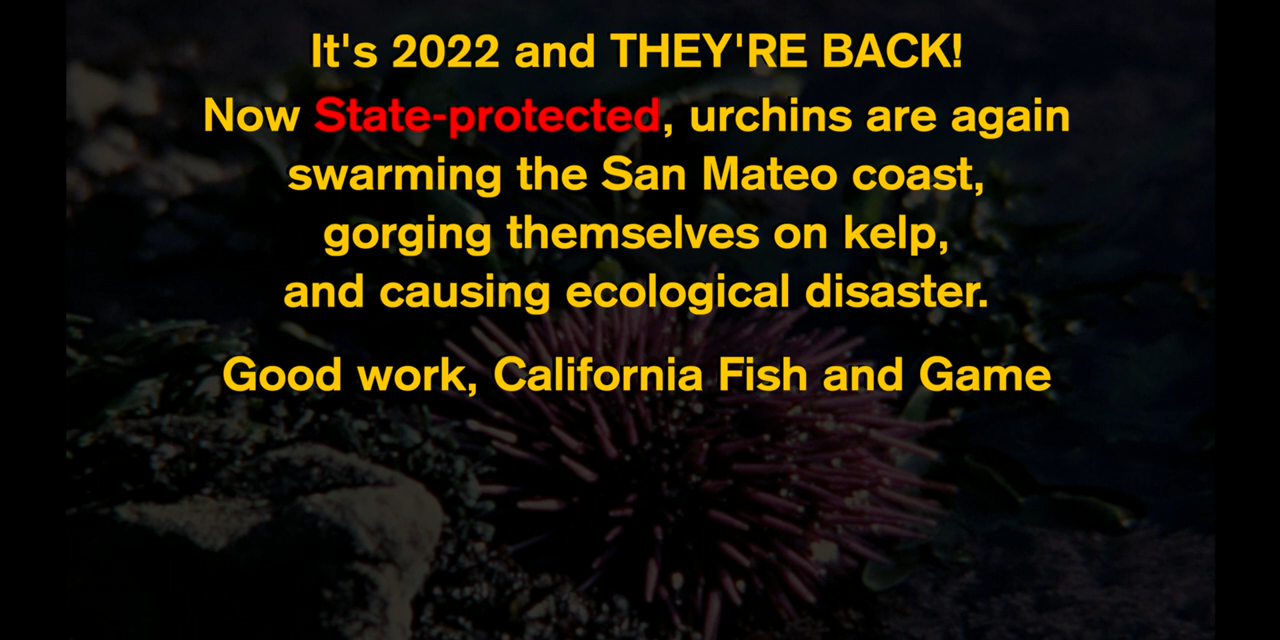 It's 2022 and THEY'RE BACK!
Now State-protected, urchins are again
swarming the San Mateo coast,
gorging themselves on kelp,
and causing ecological disaster.
Good work, California Fish and Game